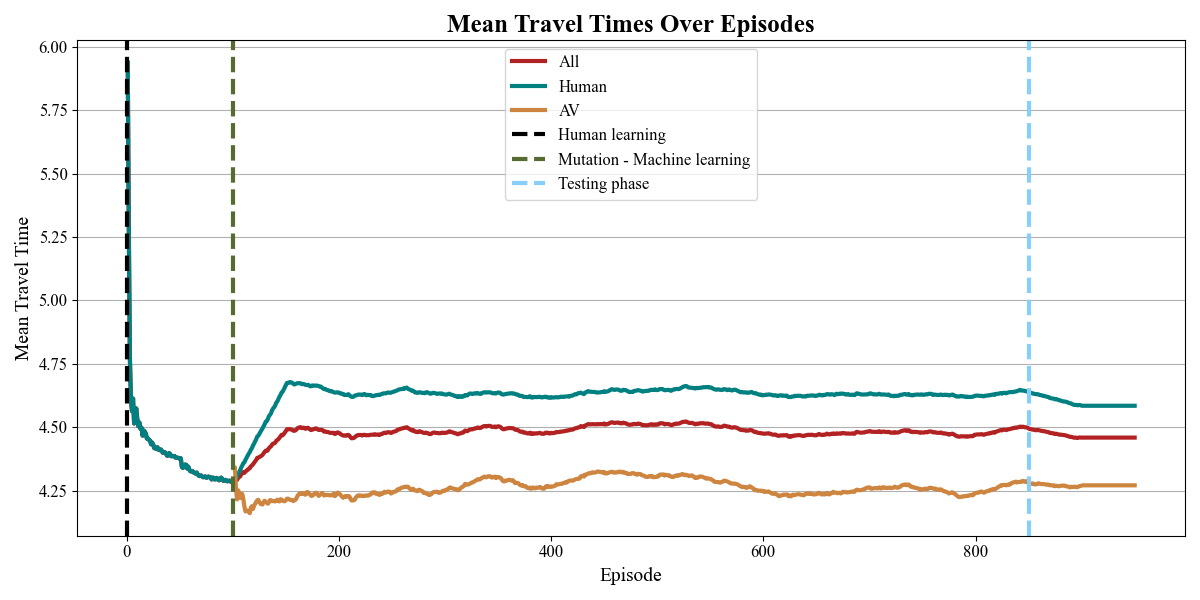 Mean Travel Times Over Episodes
6.00
5.75
5.50
5.25
5.00
4.75
4.50
4.25
Mean Travel Time
All
Human
AV
Human learning
Mutation - Machine learning
Testing phase
0
200
400
600
800
Episode